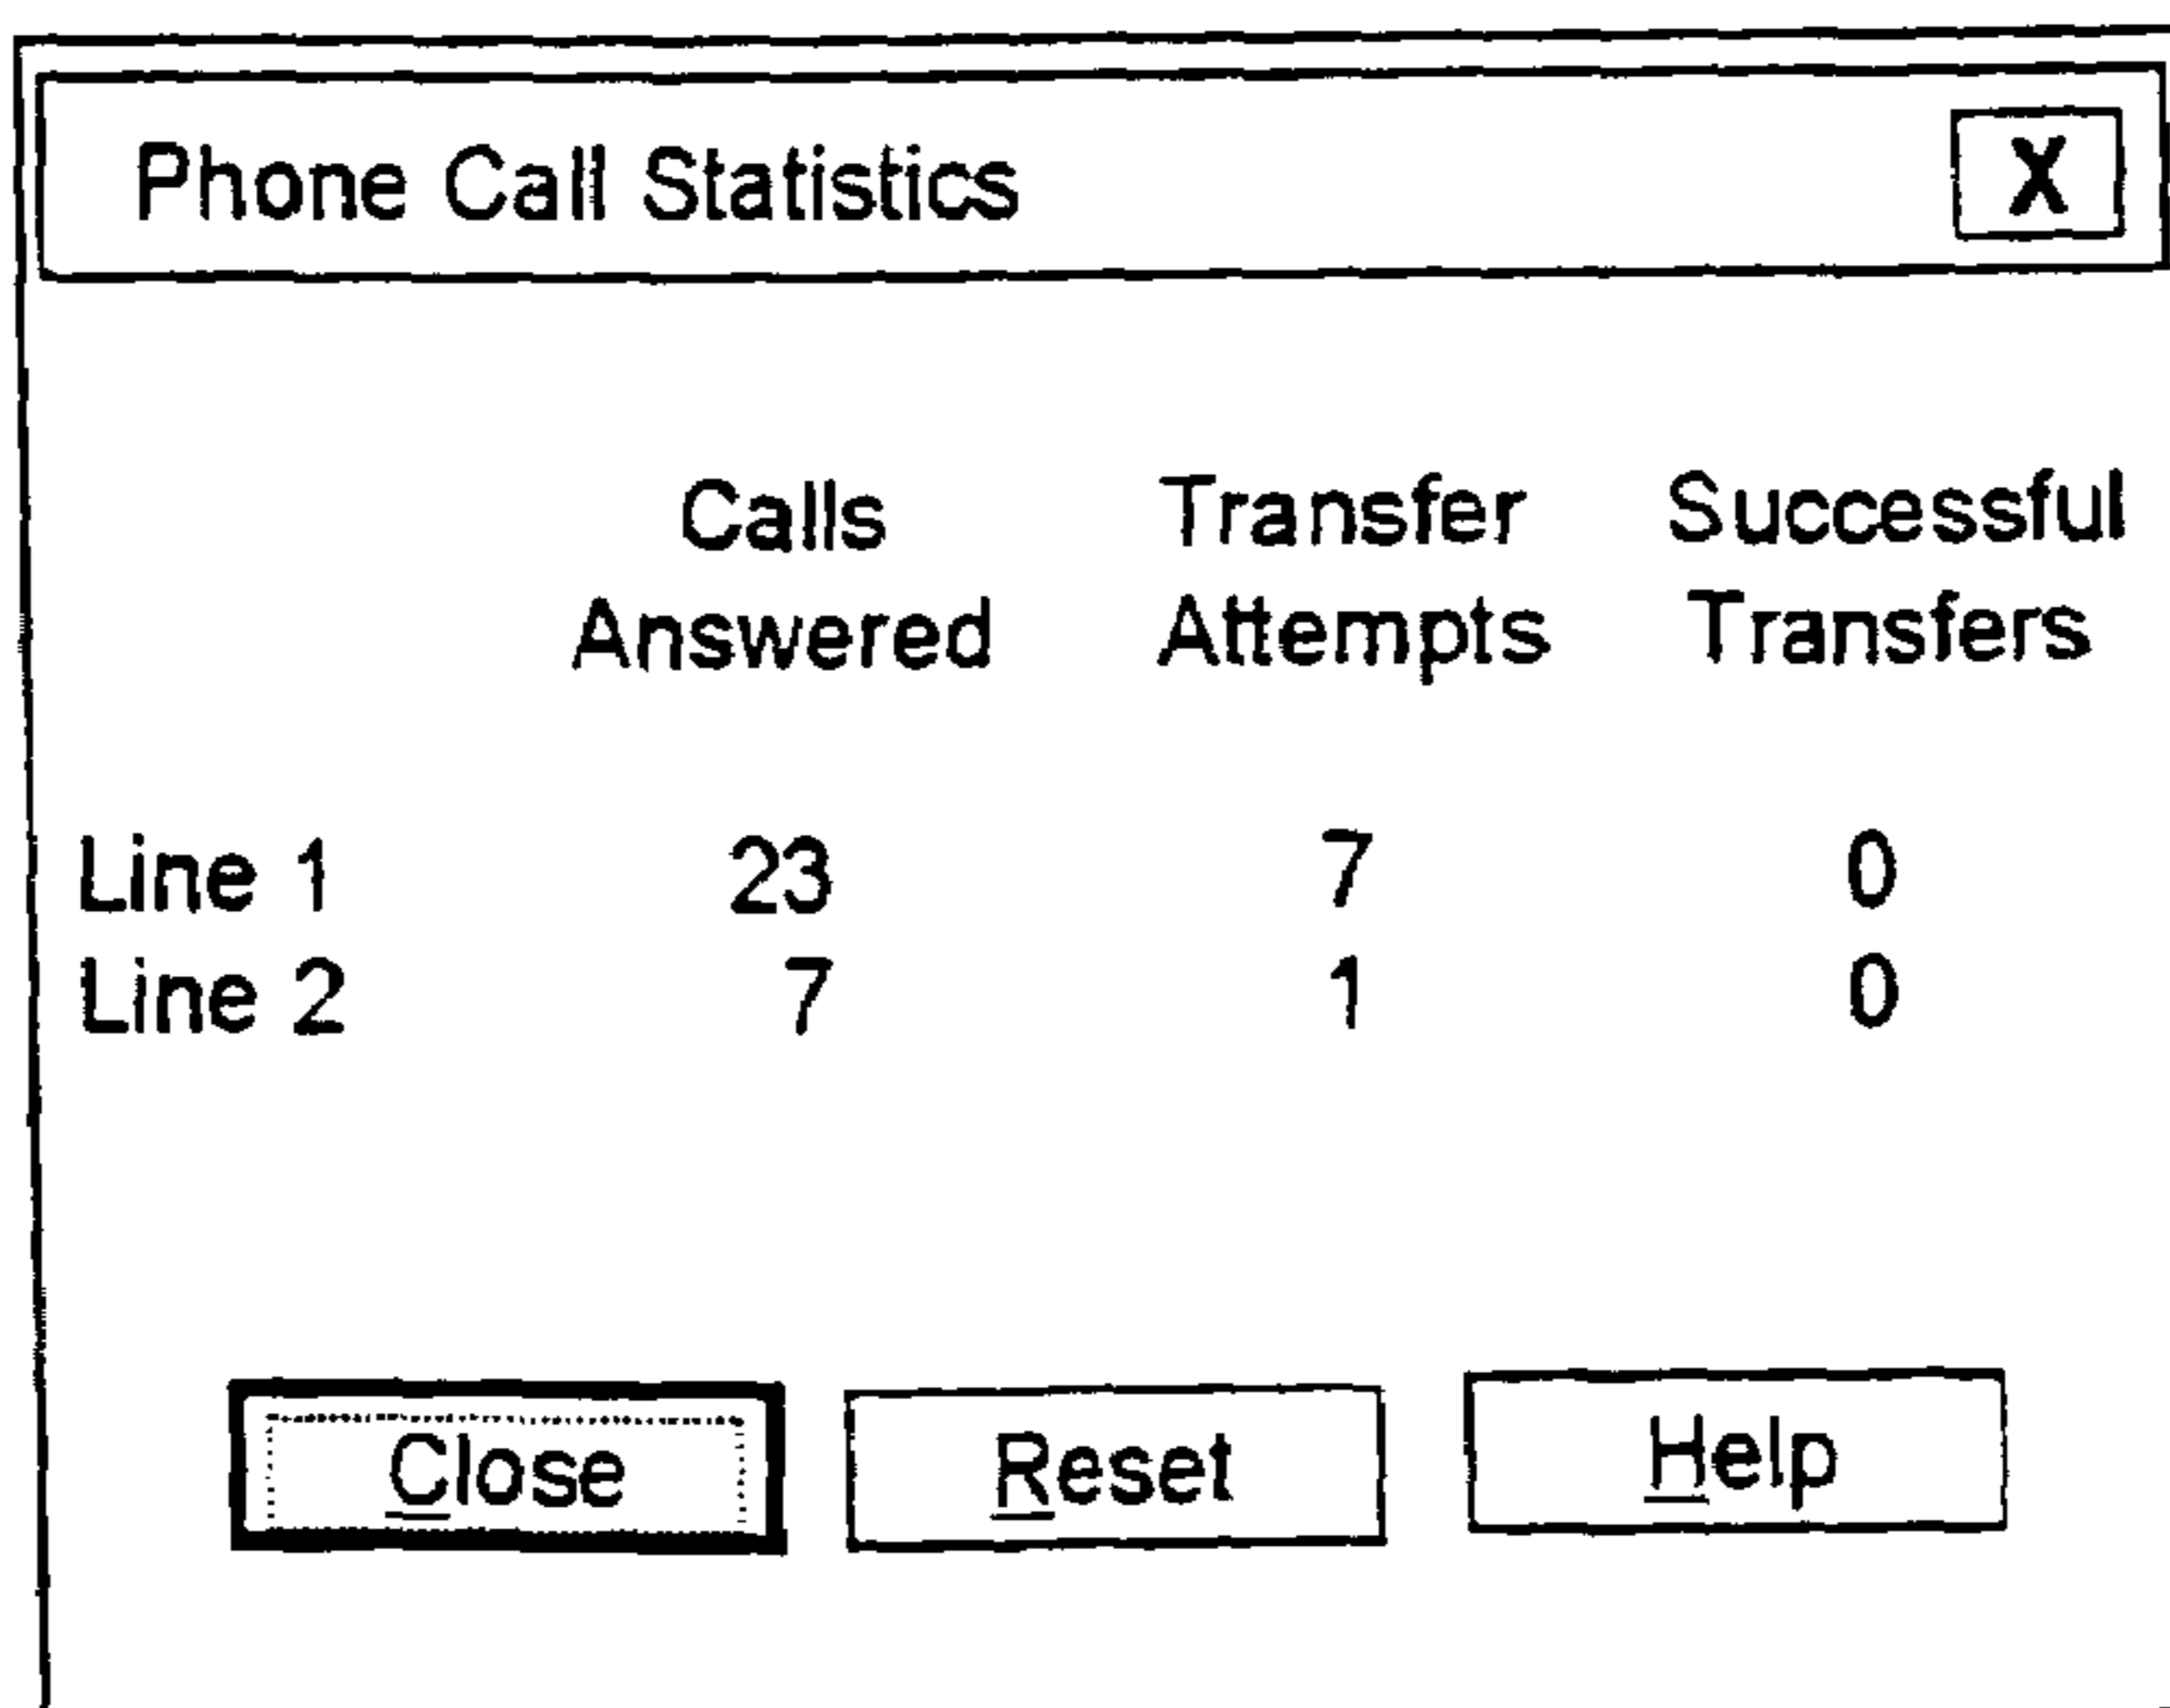 Phone Call Statistics X
Calls Transfer Successful
Answered Attempts Transfers
Line 1 23 7 0
Line 2 7 1 0
Close Reset Help